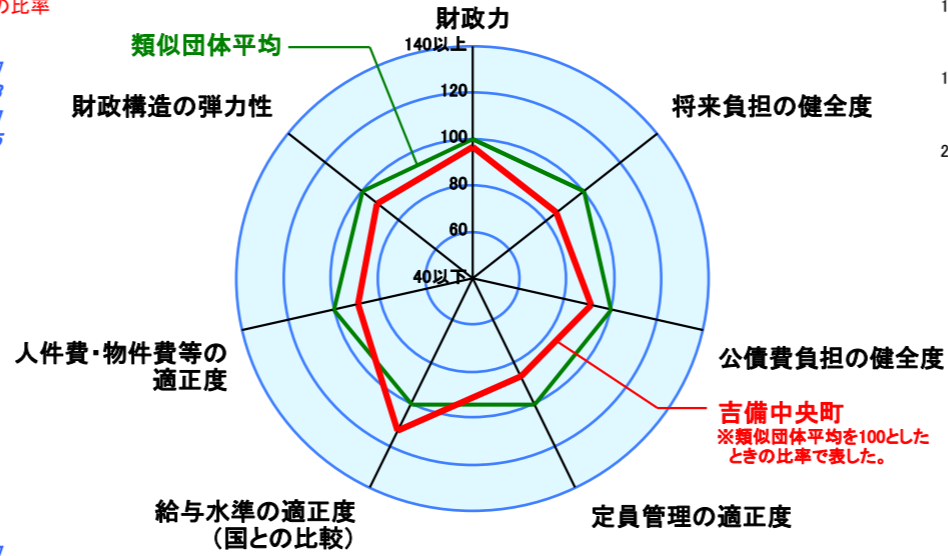 の比率
財政力
140以上
類似団体平均
120
財政構造の弾力性
将来負担の健全度
100
80
60
40以下
人件費・物件費等の
適正度
公債費負担の健全度
吉備中央町
※類似団体平均を100とした
ときの比率で表した。
給与水準の適正度
(国との比較)
定員管理の適正度
1
1
2